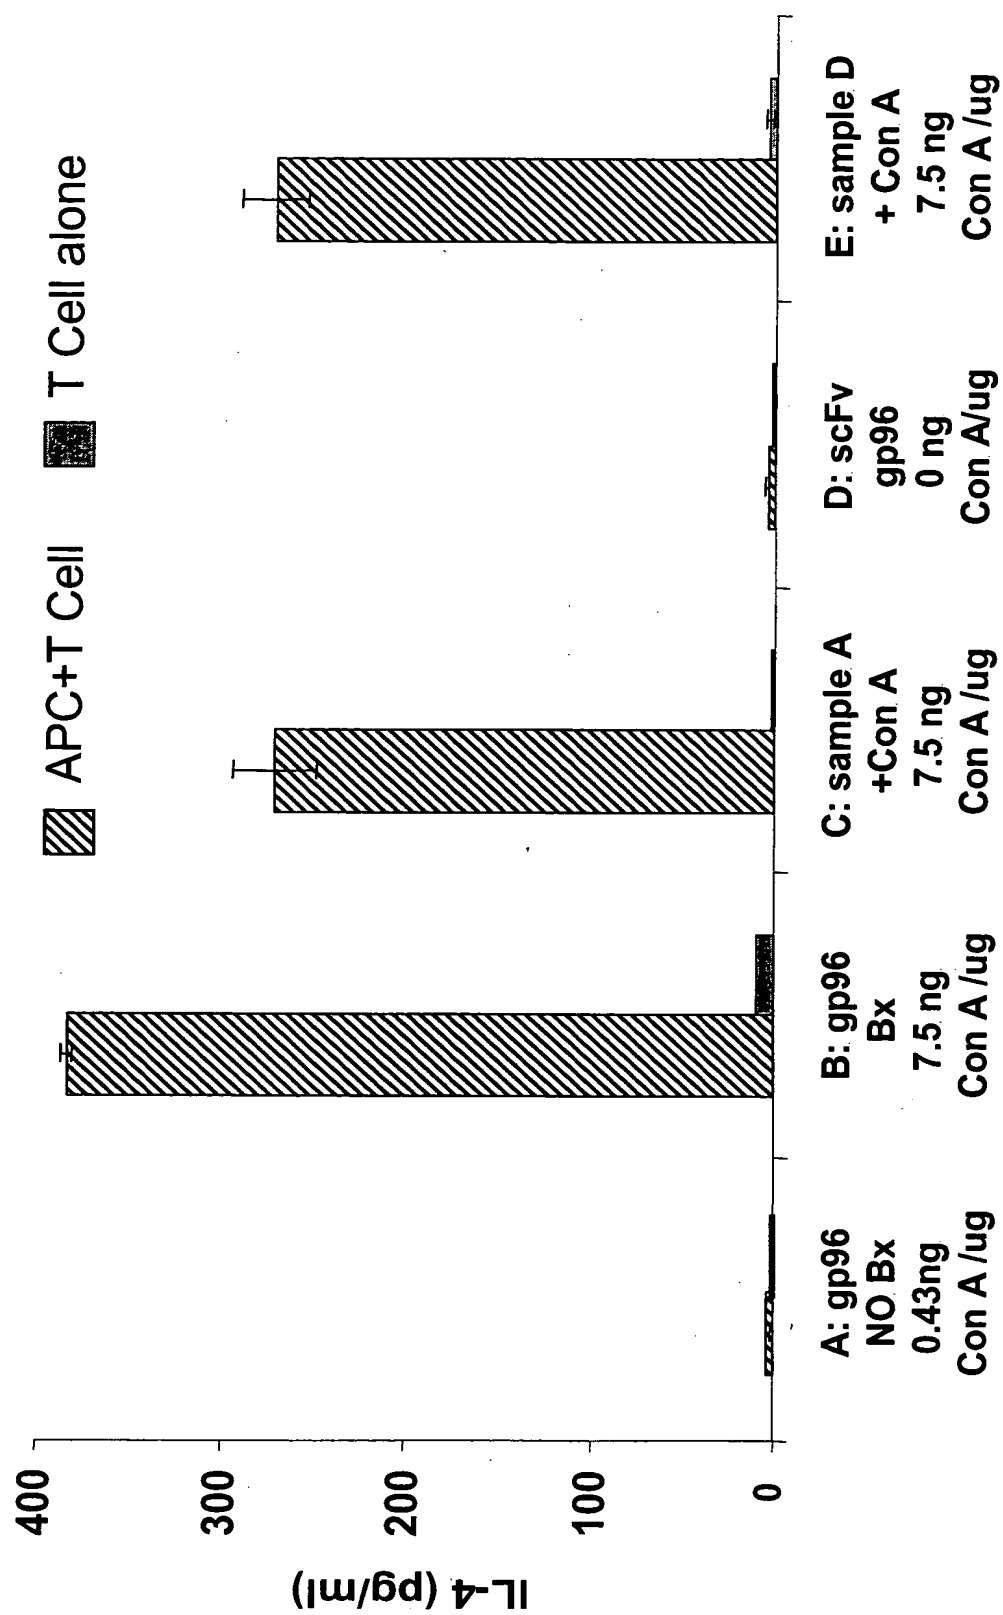 APC+T Cell
T Cell alone
IL-4 (pg/ml)
400
300
200
100
0
A: gp96
NO Bx
0.43ng
Con A /ug
B: gp96
Bx
7.5 ng
Con A /ug
C: sample A
+Con A
7.5 ng
Con A /ug
D: scFv
gp96
0 ng
Con A/ug
E: sample D
+ Con A
7.5 ng
Con A /ug